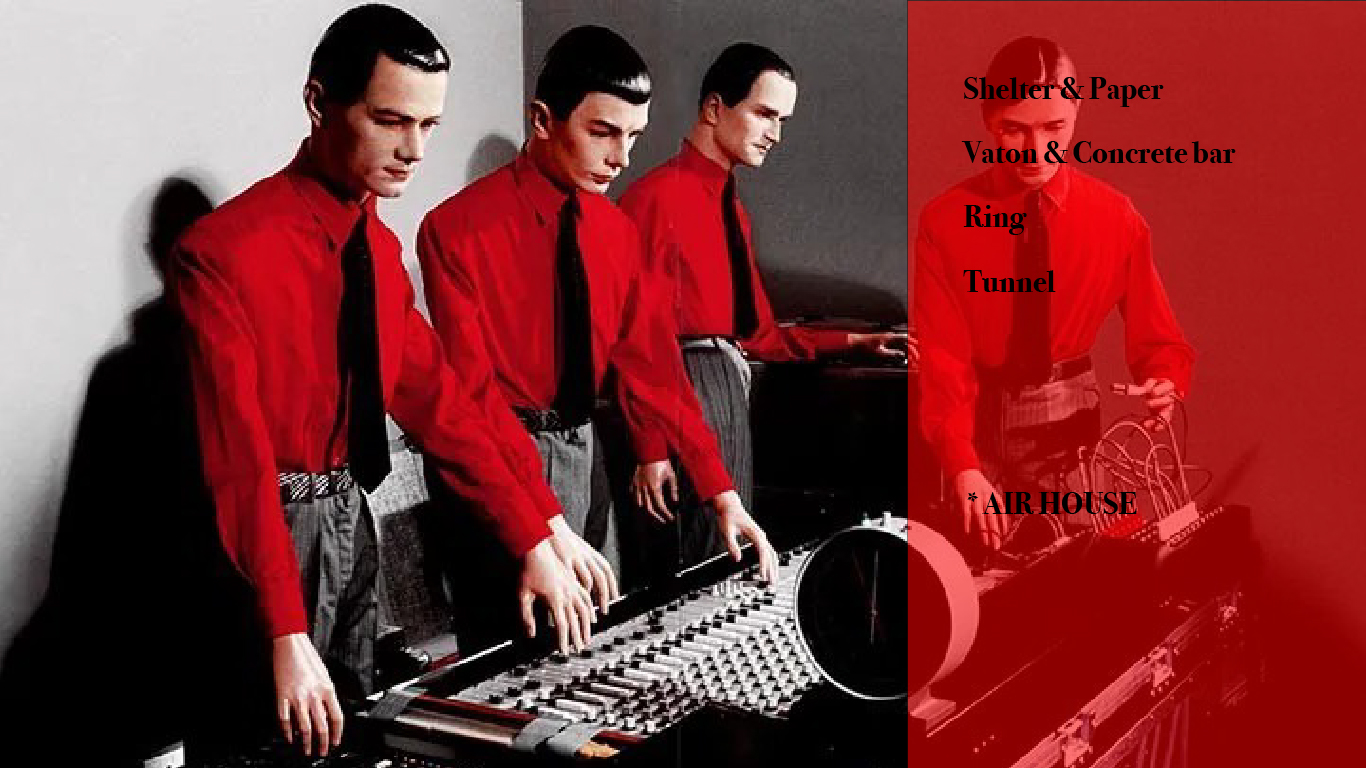 Shelter & Paper
Vaton & Concrete bar
Ring
Tunnel
* AIR HOUSE